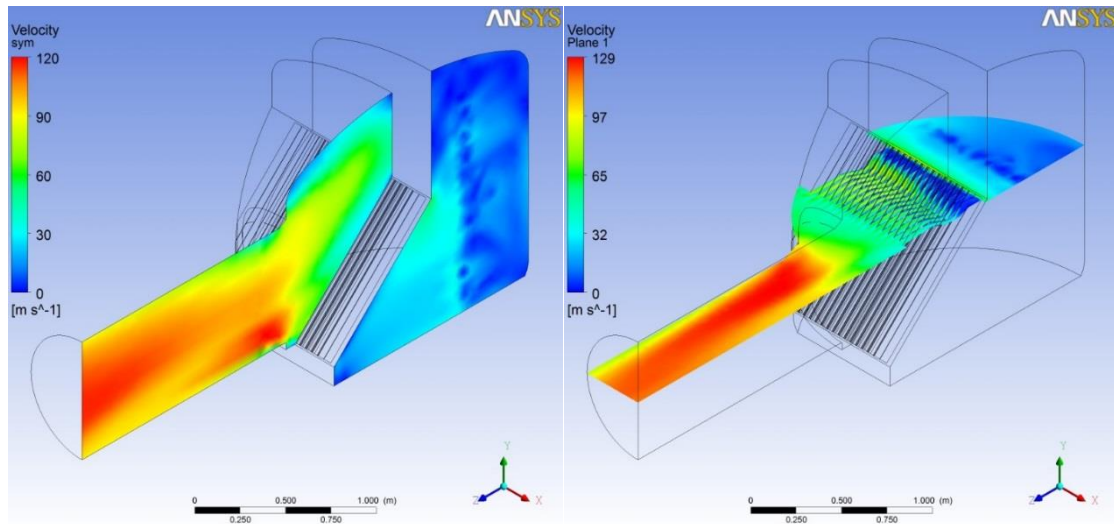 ANSYS
Velocity
sym
120
90
60
30
0
[m s^-1]
Y
Z
X
0
0.500
1.000 (m)
0.250
0.750
ANSYS
Velocity
Plane 1
129
97
65
32
0
[m s^-1]
Y
Z
X
0
0.500
1.000 (m)
0.250
0.750